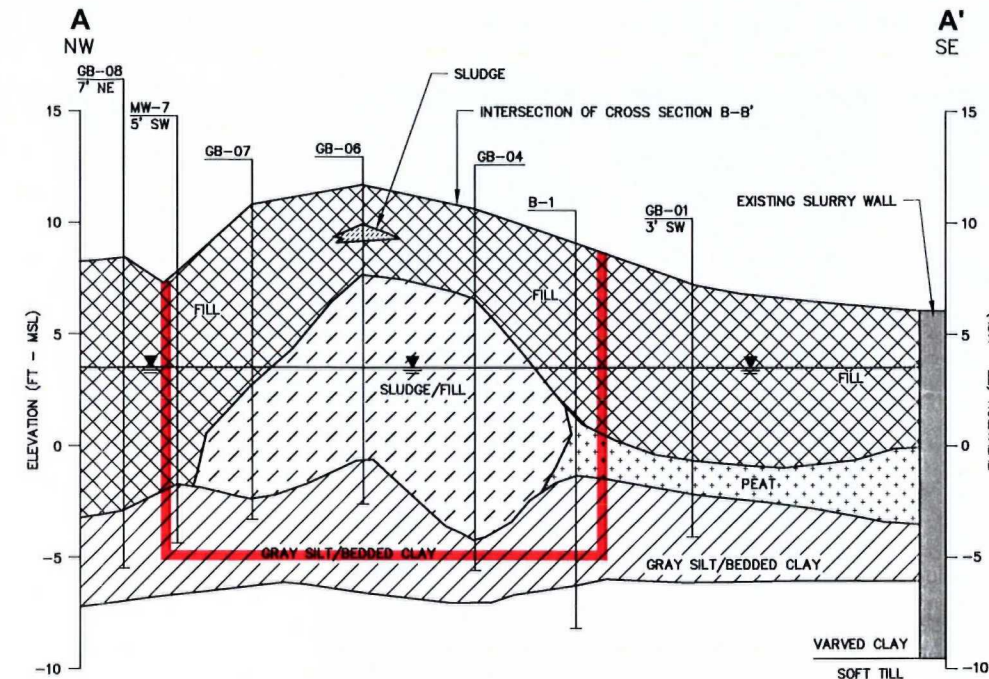 A
NW
A'
SE
GB-08
7' NE
MW-7
5' SW
GB-07
GB-06
SLUDGE
INTERSECTION OF CROSS SECTION B-B'
GB-04
B-1
GB-01
3' SW
EXISTING SLURRY WALL
15
10
5
0
-5
-10
ELEVATION (FT - MSL)
15
10
5
0
-5
-10
FILL
FILL
FILL
SLUDGE/FILL
PEAT
GRAY SILT/BEDDED CLAY
GRAY SILT/BEDDED CLAY
VARVED CLAY
SOFT TILL